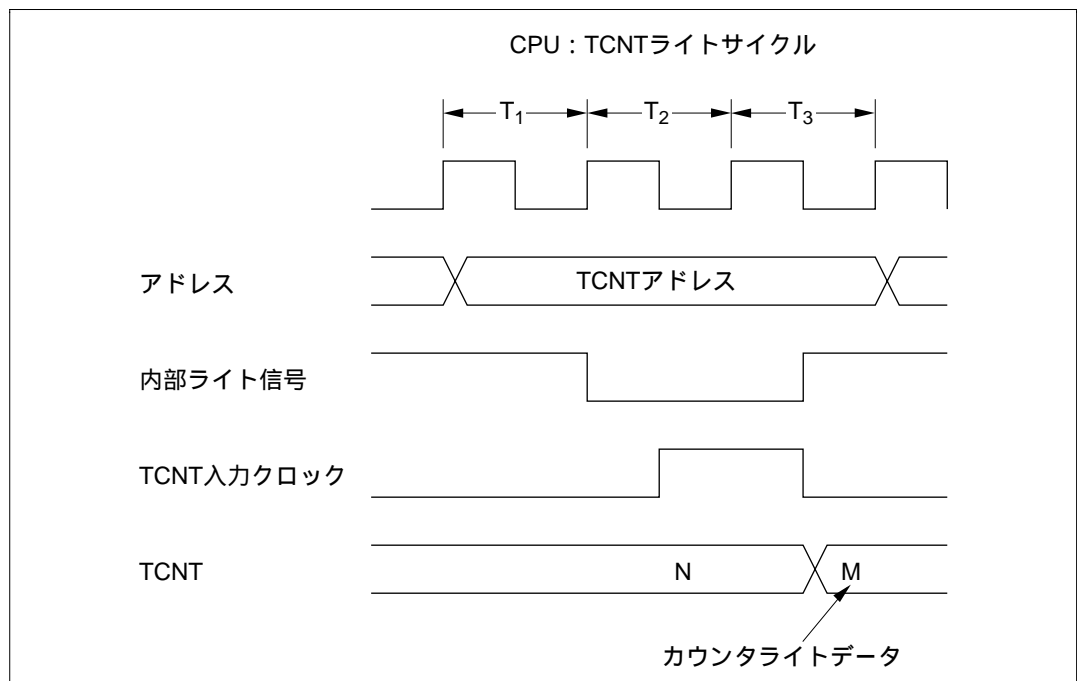 CPU：TCNTライトサイクル
T1 T2 T3
アドレス TCNTアドレス
内部ライト信号
TCNT入力クロック
TCNT N M
カウンタライトデータ